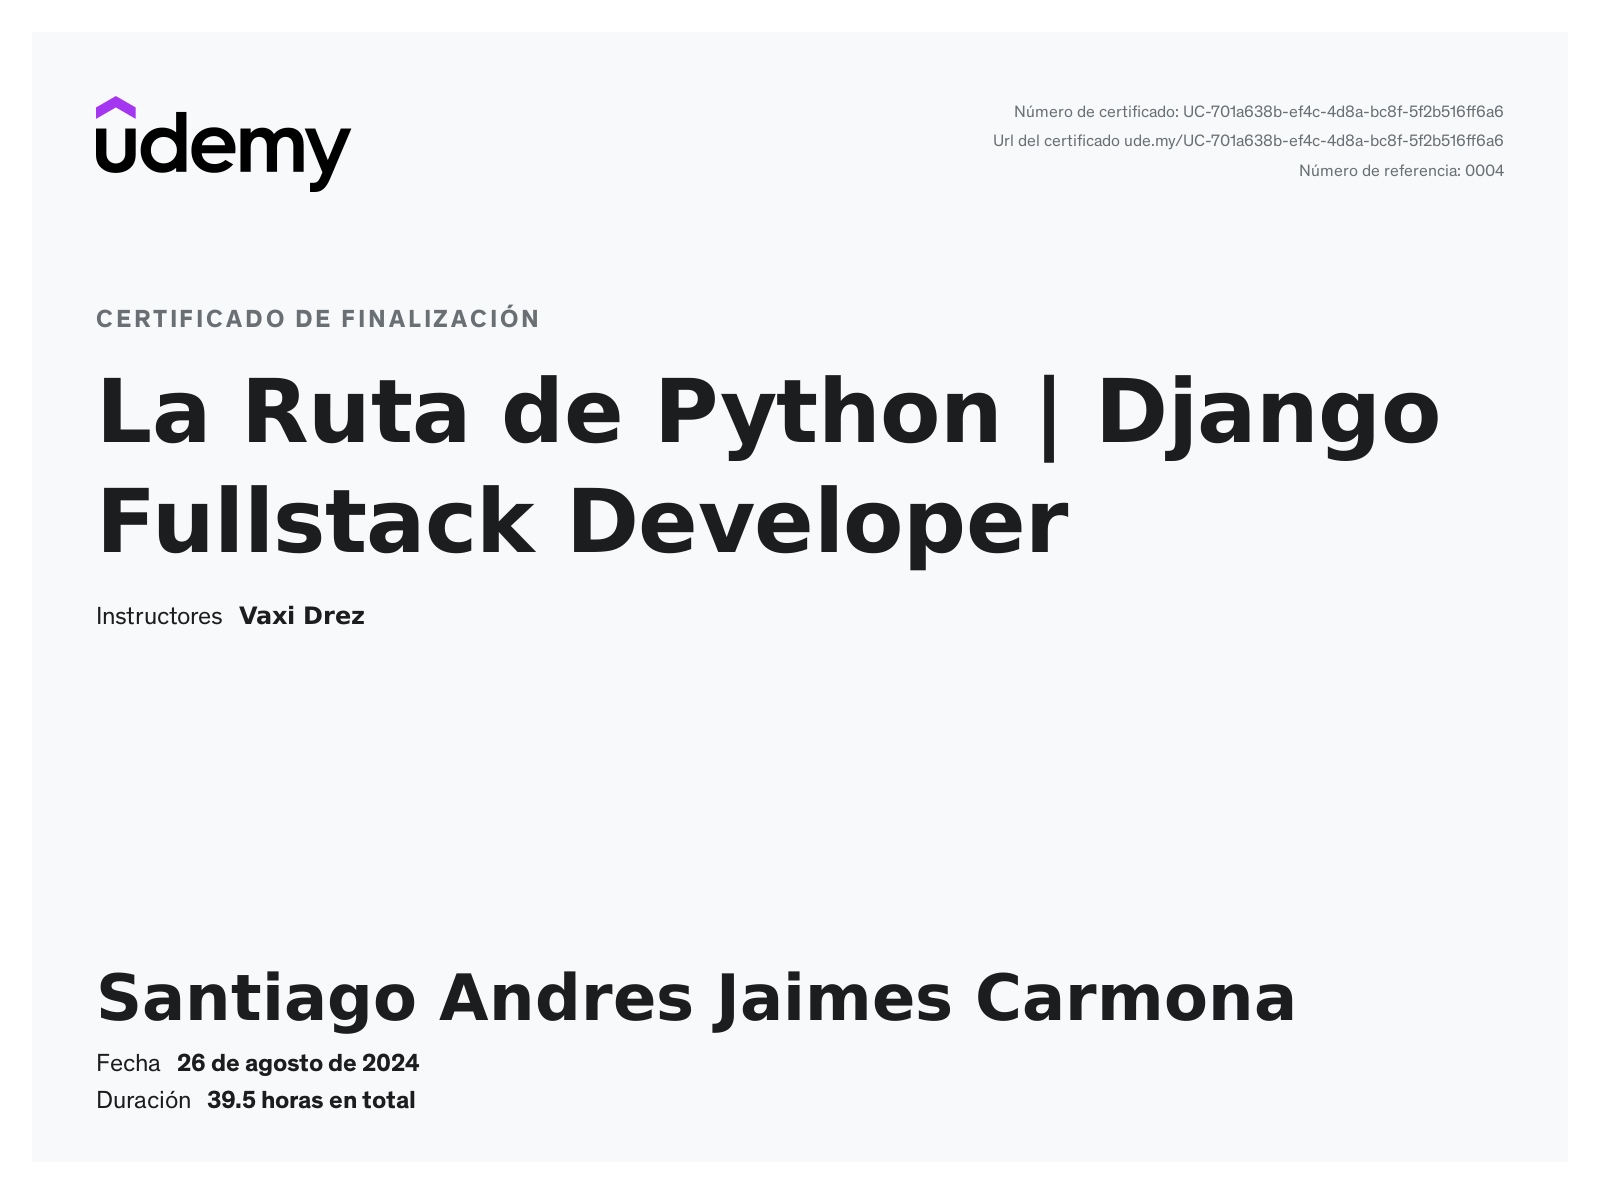 udemy
Número de certificado: UC-701a638b-ef4c-4d8a-bc8f-5f2b516ff6a6
Url del certificado ude.my/UC-701a638b-ef4c-4d8a-bc8f-5f2b516ff6a6
Número de referencia: 0004
CERTIFICADO DE FINALIZACIÓN
La Ruta de Python | Django
Fullstack Developer
Instructores Vaxi Drez
Santiago Andres Jaimes Carmona
Fecha 26 de agosto de 2024
Duración 39.5 horas en total